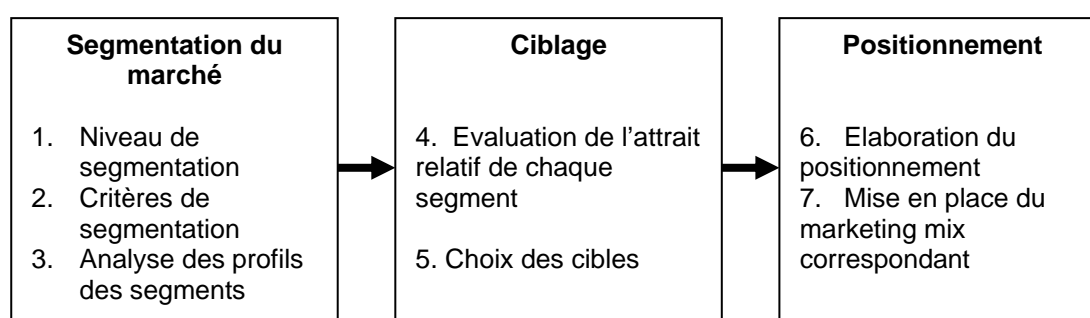 Segmentation du
marché
1. Niveau de
segmentation
2. Critères de
segmentation
3. Analyse des profils
des segments
Ciblage
4. Evaluation de l’attrait
relatif de chaque
segment
5. Choix des cibles
Positionnement
6. Elaboration du
positionnement
7. Mise en place du
marketing mix
correspondant